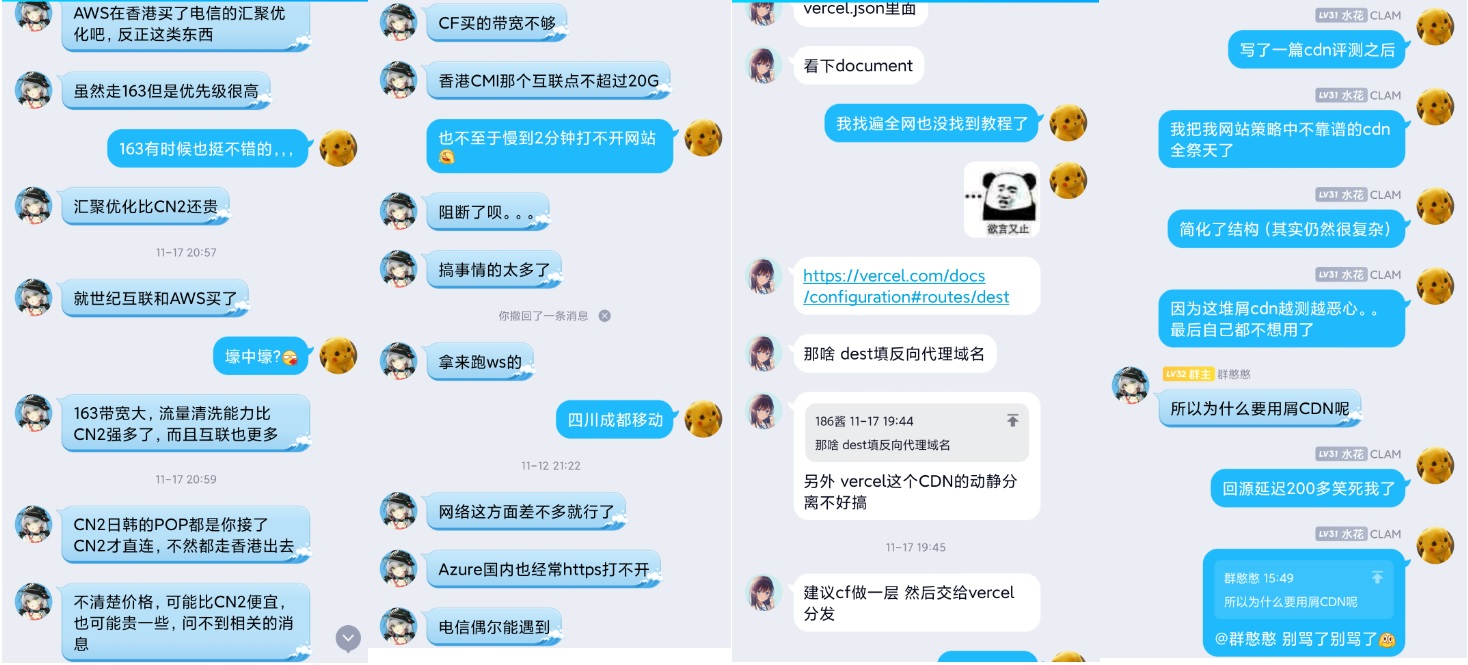 AWS在香港买了电信的汇聚优
化吧，反正这类东西
虽然走163但是优先级很高
163有时候也挺不错的，，，
汇聚优化比CN2还贵
11-17 20:57
就世纪互联和AWS买了
壕中壕?
163带宽大，流量清洗能力比
CN2强多了，而且互联也更多
11-17 20:59
CN2日韩的POP都是你接了
CN2才直连，不然都走香港出去
不清楚价格，可能比CN2便宜，
也可能贵一些，问不到相关的消
息
CF买的带宽不够
香港CMI那个互联点不超过20G
也不至于慢到2分钟打不开网站
阻断了呗。。。
搞事情的太多了
你撤回了一条消息
拿来跑ws的
四川成都移动
11-12 21:22
网络这方面差不多就行了
Azure国内也经常https打不开
电信偶尔能遇到
vercel.json里面
看下document
我找遍全网也没找到教程了
欲言又止
https://vercel.com/docs
/configuration#routes/dest
那啥 dest填反向代理域名
186酱 11-17 19:44
那啥 dest填反向代理域名
另外 vercel这个CDN的动静分
离不好搞
11-17 19:45
建议cf做一层 然后交给vercel
分发
LV31 水花 CLAM
写了一篇cdn评测之后
LV31 水花 CLAM
我把我网站策略中不靠谱的cdn
全祭天了
LV31 水花 CLAM
简化了结构（其实仍然很复杂）
LV31 水花 CLAM
因为这堆屑cdn越测越恶心。。
最后自己都不想用了
LV32 群主 群憨憨
所以为什么要用屑CDN呢
LV31 水花 CLAM
回源延迟200多笑死我了
LV31 水花 CLAM
群憨憨 15:49
所以为什么要用屑CDN呢
@群憨憨 别骂了别骂了